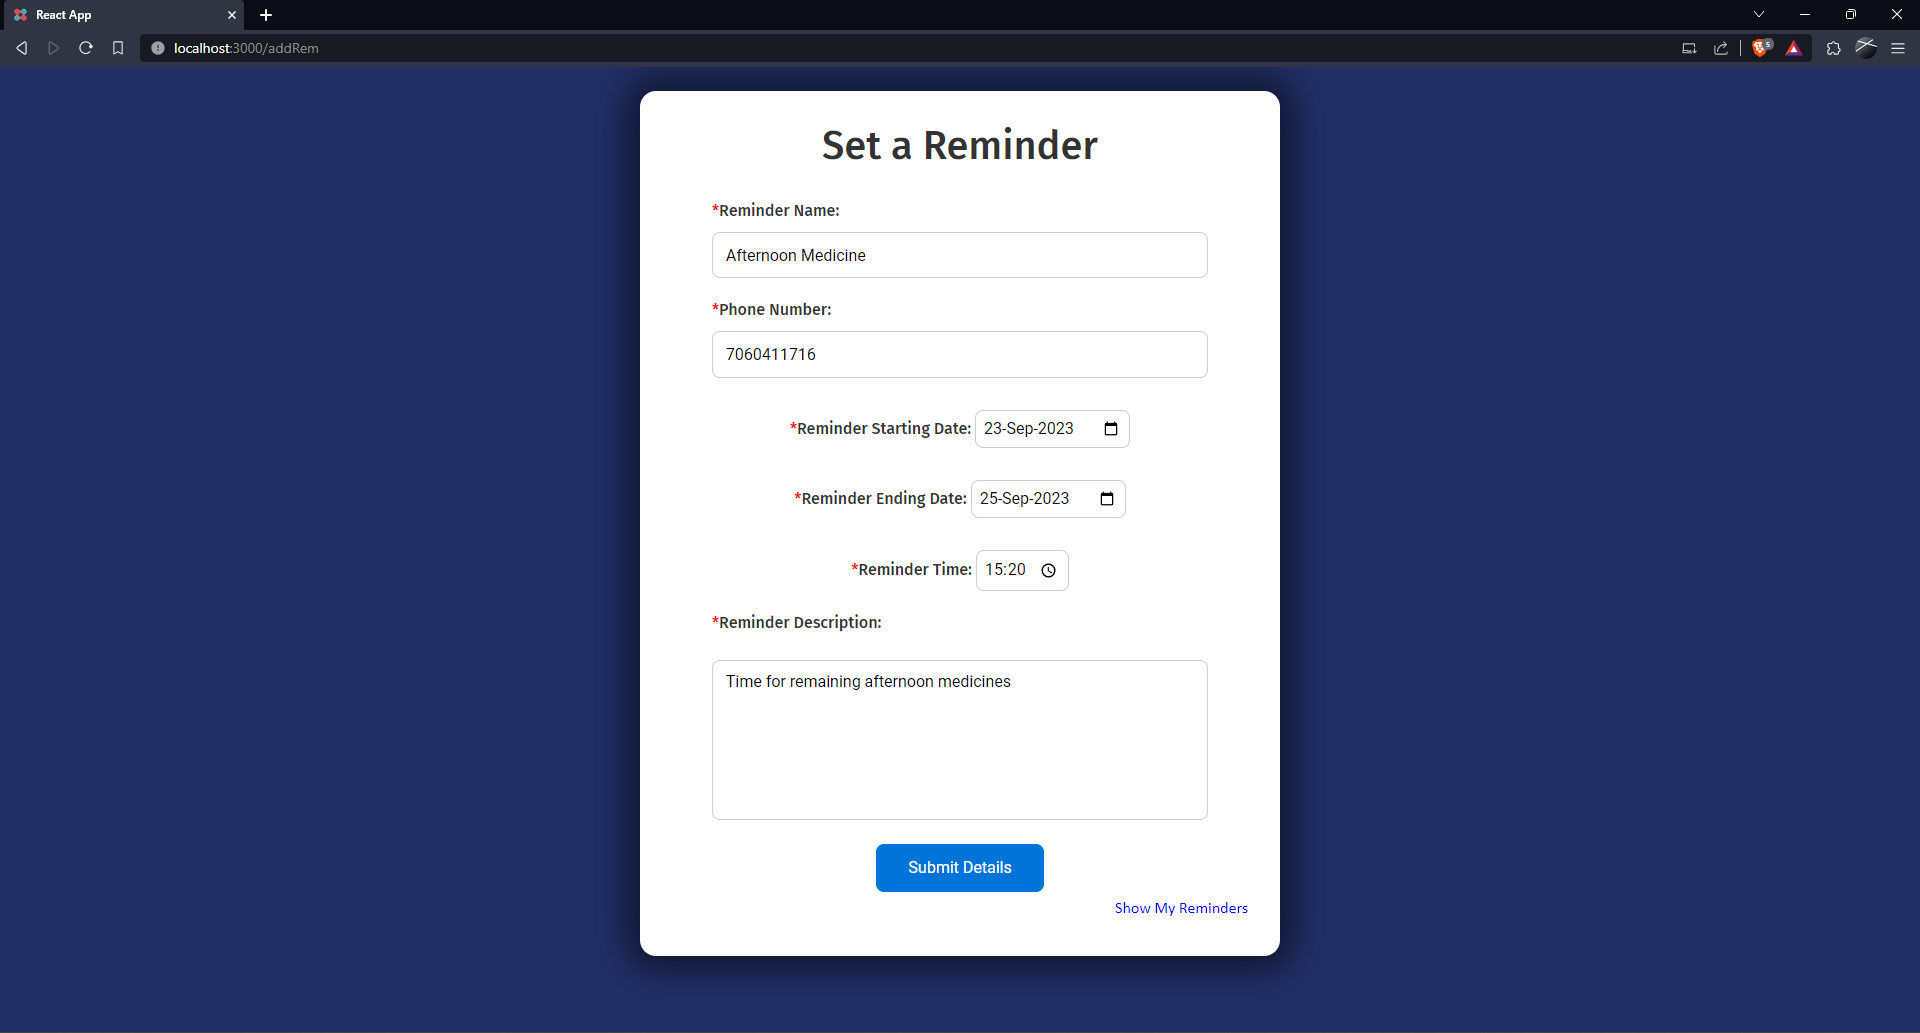 React App
localhost:3000/addRem
5
Set a Reminder
*Reminder Name:
Afternoon Medicine
*Phone Number:
7060411716
*Reminder Starting Date: 23-Sep-2023
*Reminder Ending Date: 25-Sep-2023
*Reminder Time: 15:20
*Reminder Description:
Time for remaining afternoon medicines
Submit Details
Show My Reminders